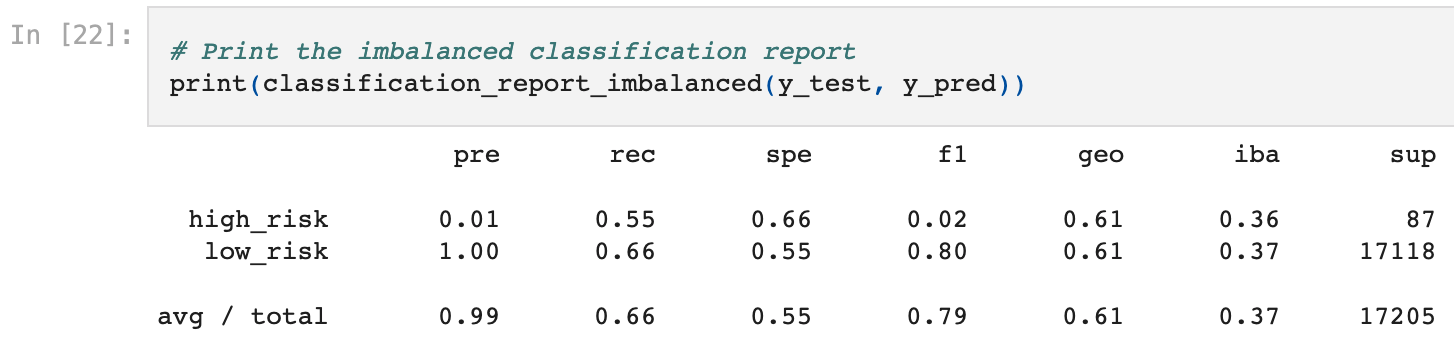 In [22]:
# Print the imbalanced classification report
print(classification_report_imbalanced(y_test, y_pred))
pre rec spe f1 geo iba sup
high_risk 0.01 0.55 0.66 0.02 0.61 0.36 87
low_risk 1.00 0.66 0.55 0.80 0.61 0.37 17118
avg / total 0.99 0.66 0.55 0.79 0.61 0.37 17205